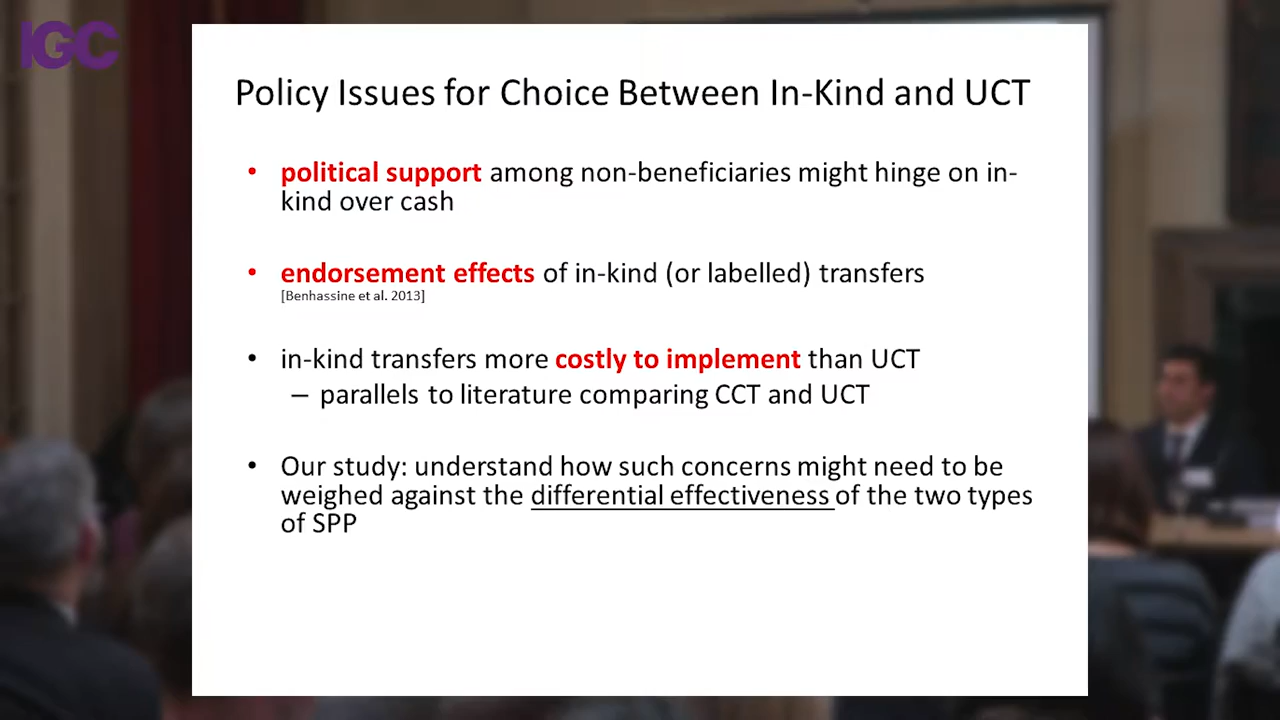 IGC
Policy Issues for Choice Between In-Kind and UCT
• political support among non-beneficiaries might hinge on in-
kind over cash
• endorsement effects of in-kind (or labelled) transfers
[Benhassine et al. 2013]
• in-kind transfers more costly to implement than UCT
– parallels to literature comparing CCT and UCT
• Our study: understand how such concerns might need to be
weighed against the differential effectiveness of the two types
of SPP